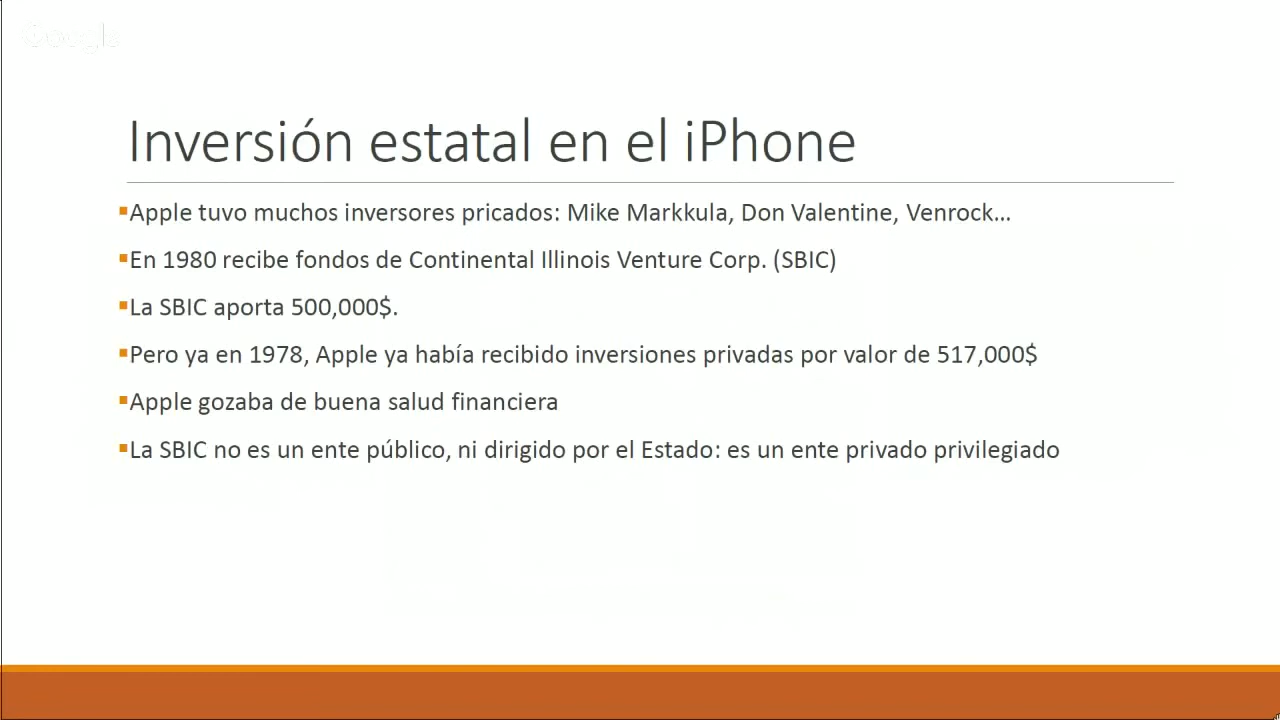 Google
Inversión estatal en el iPhone
Apple tuvo muchos inversores pricados: Mike Markkula, Don Valentine, Venrock…
En 1980 recibe fondos de Continental Illinois Venture Corp. (SBIC)
La SBIC aporta 500,000$.
Pero ya en 1978, Apple ya había recibido inversiones privadas por valor de 517,000$
Apple gozaba de buena salud financiera
La SBIC no es un ente público, ni dirigido por el Estado: es un ente privado privilegiado